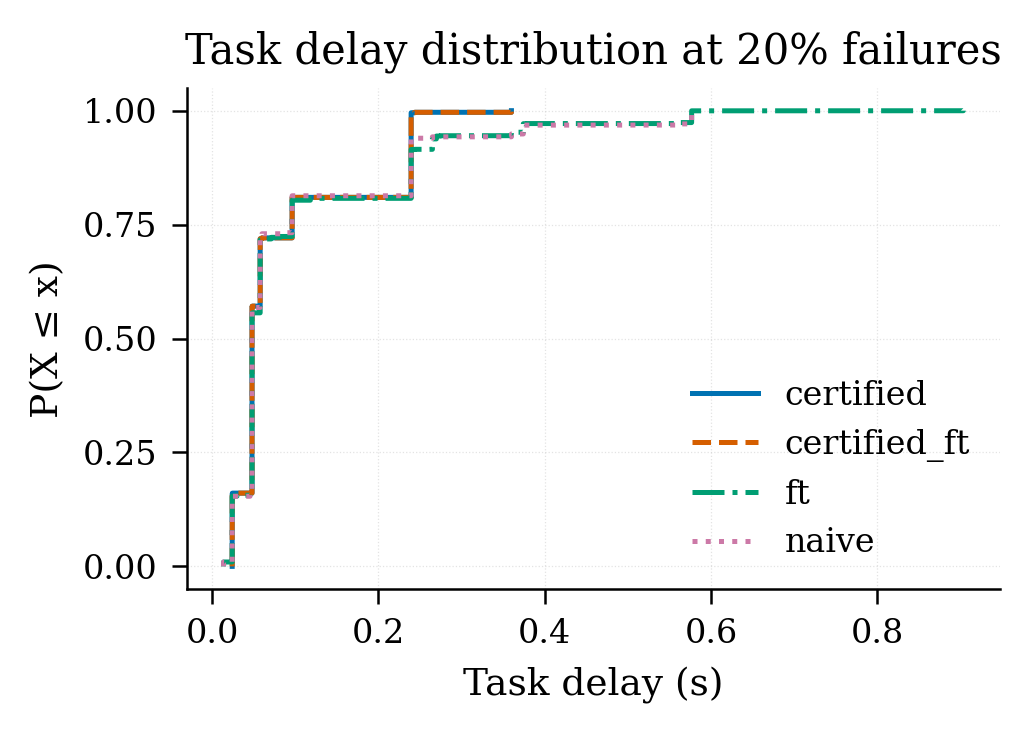 Task delay distribution at 20% failures
P(X ≤ x)
1.00
0.75
0.50
0.25
0.00
certified
certified_ft
ft
naive
0.0 0.2 0.4 0.6 0.8
Task delay (s)